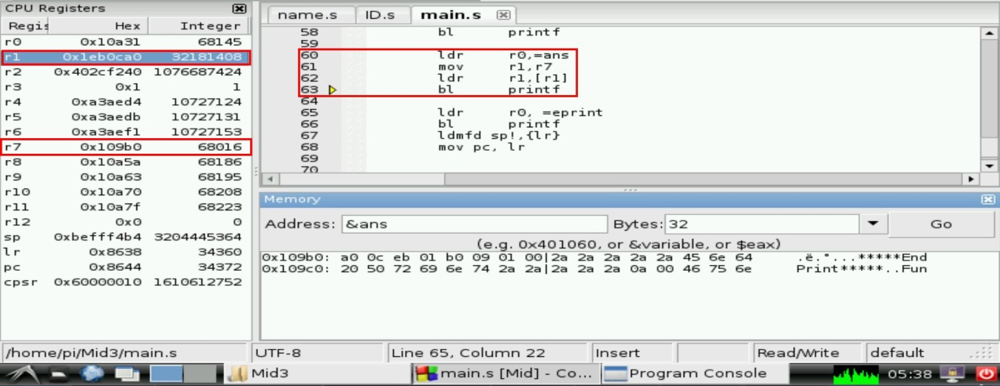 CPU Registers
Regis Hex Integer
r0 0x10a31 68145
r1 0x1eb0ca0 32181408
r2 0x402cf240 1076687424
r3 0x1 1
r4 0xa3aed4 10727124
r5 0xa3aedb 10727131
r6 0xa3aef1 10727153
r7 0x109b0 68016
r8 0x10a5a 68186
r9 0x10a63 68195
r10 0x10a70 68208
r11 0x10a7f 68223
r12 0x0 0
sp 0xbefff4b4 3204445364
lr 0x8638 34360
pc 0x8644 34372
cpsr 0x60000010 1610612752
name.s ID.s main.s
58 bl printf
59
60 ldr r0,=ans
61 mov r1,r7
62 ldr r1,[r1]
63 bl printf
64
65 ldr r0, =eprint
66 bl printf
67 ldmfd sp!,{lr}
68 mov pc, lr
69
70
Memory
Address: &ans Bytes: 32 Go
(e.g. 0x401060, or &variable, or $eax)
0x109b0: a0 0c eb 01 b0 09 01 00|2a 2a 2a 2a 2a 45 6e 64 .ë.°...*****End
0x109c0: 20 50 72 69 6e 74 2a 2a|2a 2a 2a 0a 00 46 75 6e Print*****..Fun
/home/pi/Mid3/main.s UTF-8 Line 65, Column 22 Insert Read/Write default
Mid3 main.s [Mid] - Co... Program Console 05:38